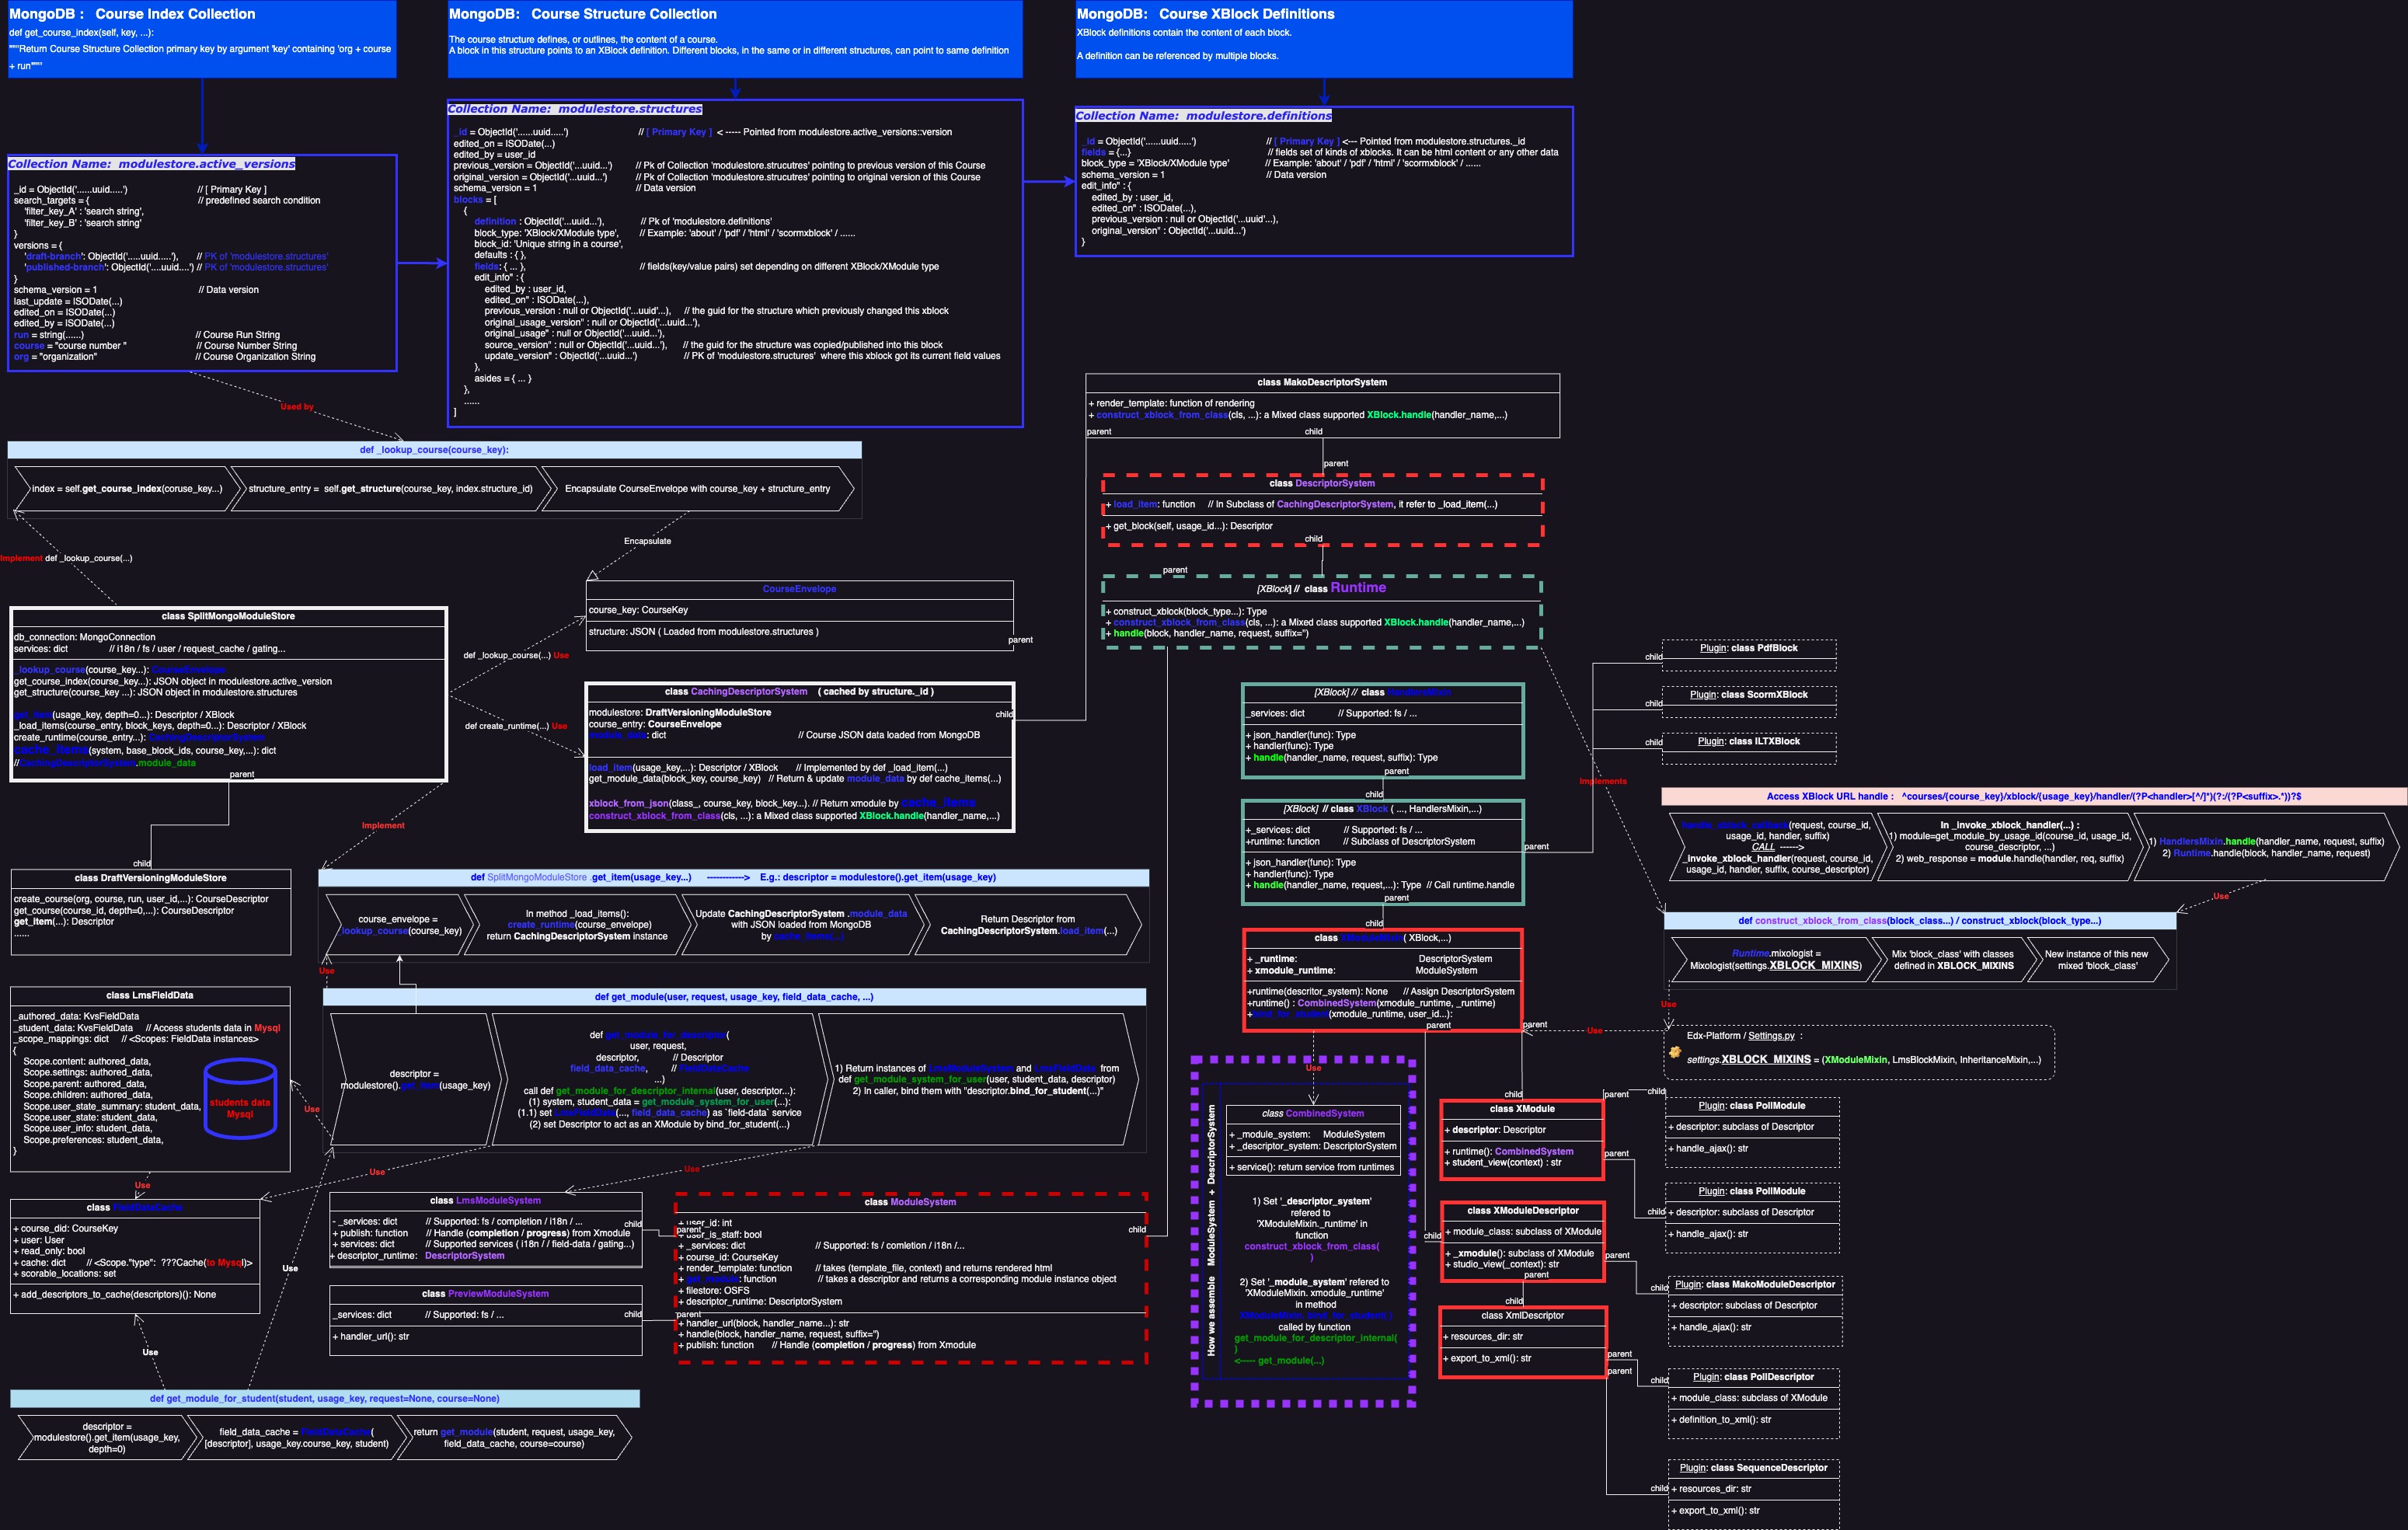 MongoDB : Course Index Collection
def get_course_index(self, key, ...):
"""Return Course Structure Collection primary key by argument 'key' containing 'org + course
+ run"""
MongoDB: Course Structure Collection
The course structure defines, or outlines, the content of a course.
A block in this structure points to an XBlock definition. Different blocks, in the same or in different structures, can point to same definition
MongoDB: Course XBlock Definitions
XBlock definitions contain the content of each block.
A definition can be referenced by multiple blocks.
Collection Name: modulestore.active_versions
_id = ObjectId('......uuid.....') // [ Primary Key ]
search_targets = { // predefined search condition
'filter_key_A' : 'search string',
'filter_key_B' : 'search string'
}
versions = {
'draft-branch': ObjectId('.....uuid.....'), // PK of 'modulestore.structures'
'published-branch': ObjectId('....uuid....') // PK of 'modulestore.structures'
}
schema_version = 1 // Data version
last_update = ISODate(...)
edited_on = ISODate(...)
edited_by = ISODate(...)
run = string(......) // Course Run String
course = "course number " // Course Number String
org = "organization" // Course Organization String
Collection Name: modulestore.structures
_id = ObjectId('......uuid.....') // [ Primary Key ] < ----- Pointed from modulestore.active_versions::version
edited_on = ISODate(...)
edited_by = user_id
previous_version = ObjectId('...uuid...') // Pk of Collection 'modulestore.strucutres' pointing to previous version of this Course
original_version = ObjectId('...uuid...') // Pk of Collection 'modulestore.strucutres' pointing to original version of this Course
schema_version = 1 // Data version
blocks = [
{
definition : ObjectId('...uuid...'), // Pk of 'modulestore.definitions'
block_type: 'XBlock/XModule type', // Example: 'about' / 'pdf' / 'html' / 'scormxblock' / ......
block_id: 'Unique string in a course',
defaults : { },
fields: { ... }, // fields(key/value pairs) set depending on different XBlock/XModule type
edit_info" : {
edited_by : user_id,
edited_on" : ISODate(...),
previous_version : null or ObjectId('...uuid'...), // the guid for the structure which previously changed this xblock
original_usage_version" : null or ObjectId('...uuid...'),
original_usage" : null or ObjectId('...uuid...'),
source_version" : null or ObjectId('...uuid...'), // the guid for the structure was copied/published into this block
update_version" : ObjectId('...uuid...') // PK of 'modulestore.structures' where this xblock got its current field values
},
asides = { ... }
},
......
]
Collection Name: modulestore.definitions
_id = ObjectId('......uuid.....') // [ Primary Key ] <--- Pointed from modulestore.structures._id
fields = {...} // fields set of kinds of xblocks. It can be html content or any other data
block_type = 'XBlock/XModule type' // Example: 'about' / 'pdf' / 'html' / 'scormxblock' / ......
schema_version = 1 // Data version
edit_info" : {
edited_by : user_id,
edited_on" : ISODate(...),
previous_version : null or ObjectId('...uuid'...),
original_version" : ObjectId('...uuid...')
}
Used by
def _lookup_course(course_key):
index = self.get_course_index(coruse_key...)
structure_entry = self.get_structure(course_key, index.structure_id)
Encapsulate CourseEnvelope with course_key + structure_entry
Implement def _lookup_course(...)
Encapsulate
class MakoDescriptorSystem
+ render_template: function of rendering
+ construct_xblock_from_class(cls, ...): a Mixed class supported XBlock.handle(handler_name,...)
parent
child
parent
class DescriptorSystem
+ load_item: function // In Subclass of CachingDescriptorSystem, it refer to _load_item(...)
+ get_block(self, usage_id...): Descriptor
child
parent
[XBlock] // class Runtime
+ construct_xblock(block_type...): Type
+ construct_xblock_from_class(cls, ...): a Mixed class supported XBlock.handle(handler_name,...)
+ handle(block, handler_name, request, suffix='')
CourseEnvelope
course_key: CourseKey
structure: JSON ( Loaded from modulestore.structures )
parent
class SplitMongoModuleStore
db_connection: MongoConnection
services: dict // i18n / fs / user / request_cache / gating...
_lookup_course(course_key...): CourseEnvelope
get_course_index(course_key...): JSON object in modulestore.active_version
get_structure(course_key ...): JSON object in modulestore.structures
get_item(usage_key, depth=0...): Descriptor / XBlock
_load_items(course_entry, block_keys, depth=0...): Descriptor / XBlock
create_runtime(course_entry...): CachingDescriptorSystem
cache_items(system, base_block_ids, course_key,...): dict
//CachingDescriptorSystem.module_data
parent
def _lookup_course(...) Use
def create_runtime(...) Use
class CachingDescriptorSystem ( cached by structure._id )
modulestore: DraftVersioningModuleStore
course_entry: CourseEnvelope
module_data: dict // Course JSON data loaded from MongoDB
child
load_item(usage_key,...): Descriptor / XBlock // Implemented by def _load_item(...)
get_module_data(block_key, course_key) // Return & update module_data by def cache_items(...)
xblock_from_json(class_, course_key, block_key...). // Return xmodule by cache_items
construct_xblock_from_class(cls, ...): a Mixed class supported XBlock.handle(handler_name,...)
Implement
child
class DraftVersioningModuleStore
create_course(org, course, run, user_id,...): CourseDescriptor
get_course(course_id, depth=0,...): CourseDescriptor
get_item(...): Descriptor
......
def SplitMongoModuleStore .get_item(usage_key...) ------------> E.g.: descriptor = modulestore().get_item(usage_key)
course_envelope =
lookup_course(course_key)
In method _load_items():
create_runtime(course_envelope)
return CachingDescriptorSystem instance
Update CachingDescriptorSystem .module_data
with JSON loaded from MongoDB
by cache_items(...)
Return Descriptor from
CachingDescriptorSystem.load_item(...)
Use
class LmsFieldData
_authored_data: KvsFieldData
_student_data: KvsFieldData // Access students data in Mysql
_scope_mappings: dict // <Scopes: FieldData instances>
{
Scope.content: authored_data,
Scope.settings: authored_data,
Scope.parent: authored_data,
Scope.children: authored_data,
Scope.user_state_summary: student_data,
Scope.user_state: student_data,
Scope.user_info: student_data,
Scope.preferences: student_data,
}
students data
Mysql
Use
def get_module(user, request, usage_key, field_data_cache, ...)
descriptor =
modulestore().get_item(usage_key)
def get_module_for_descriptor(
user, request,
descriptor, // Descriptor
field_data_cache, // FieldDataCache
...)
call def get_module_for_descriptor_internal(user, descriptor...):
(1) system, student_data = get_module_system_for_user(...):
(1.1) set LmsFieldData(..., field_data_cache) as `field-data` service
(2) set Descriptor to act as an XModule by bind_for_student(...)
1) Return instances of LmsModuleSystem and LmsFieldData from
def get_module_system_for_user(user, student_data, descriptor)
2) In caller, bind them with "descriptor.bind_for_student(...)"
Use
Use
Use
class FieldDataCache
+ course_did: CourseKey
+ user: User
+ read_only: bool
+ cache: dict // <Scope."type": ???Cache(to Mysql)>
+ scorable_locations: set
+ add_descriptors_to_cache(descriptors)(): None
Use
Use
class LmsModuleSystem
- _services: dict // Supported: fs / completion / i18n / ...
+ publish: function // Handle (completion / progress) from Xmodule
+ services: dict // Supported services ( i18n / / field-data / gating...)
+ descriptor_runtime: DescriptorSystem
child
class PreviewModuleSystem
_services: dict // Supported: fs / ...
+ handler_url(): str
child
class ModuleSystem
+ user_id: int
+ user_is_staff: bool
+ _services: dict // Supported: fs / comletion / i18n /...
+ course_id: CourseKey
+ render_template: function // takes (template_file, context) and returns rendered html
+ get_module: function // takes a descriptor and returns a corresponding module instance object
+ filestore: OSFS
+ descriptor_runtime: DescriptorSystem
+ handler_url(block, handler_name...): str
+ handle(block, handler_name, request, suffix='')
+ publish: function // Handle (completion / progress) from Xmodule
parent
parent
child
def get_module_for_student(student, usage_key, request=None, course=None)
descriptor =
modulestore().get_item(usage_key,
depth=0)
field_data_cache = FieldDataCache(
[descriptor], usage_key.course_key, student)
return get_module(student, request, usage_key,
field_data_cache, course=course)
[XBlock] // class HandlersMixin
_services: dict // Supported: fs / ...
+ json_handler(func): Type
+ handler(func): Type
+ handle(handler_name, request, suffix): Type
parent
child
[XBlock] // class XBlock ( ..., HandlersMixin,...)
+_services: dict // Supported: fs / ...
+runtime: function // Subclass of DescriptorSystem
+ json_handler(func): Type
+ handler(func): Type
+ handle(handler_name, request,...): Type // Call runtime.handle
parent
parent
child
class XModuleMixin( XBlock,...)
+ _runtime: DescriptorSystem
+ xmodule_runtime: ModuleSystem
+runtime(descritor_system): None // Assign DescriptorSystem
+runtime() : CombinedSystem(xmodule_runtime, _runtime)
+bind_for_student(xmodule_runtime, user_id...):
parent
parent
Use
How we assemble ModuleSystem + DescriptorSystem
class CombinedSystem
+ _module_system: ModuleSystem
+ _descriptor_system: DescriptorSystem
+ service(): return service from runtimes
1) Set '_descriptor_system'
refered to
'XModuleMixin._runtime' in
function
construct_xblock_from_class(
)
2) Set '_module_system' refered to
'XModuleMixin. xmodule_runtime'
in method
XModuleMixin. bind_for_student( )
called by function
get_module_for_descriptor_internal(
)
<----- get_module(...)
child
Plugin: class PdfBlock
child
Plugin: class ScormXBlock
child
Plugin: class ILTXBlock
Implements
Access XBlock URL handle : ^courses/{course_key}/xblock/{usage_key}/handler/(?P<handler>[^/]*)(?:/(?P<suffix>.*))?$
handle_xblock_callback(request, course_id,
usage_id, handler, suffix)
CALL ------>
_invoke_xblock_handler(request, course_id,
usage_id, handler, suffix, course_descriptor)
In _invoke_xblock_handler(...) :
1) module=get_module_by_usage_id(course_id, usage_id,
course_descriptor, ...)
2) web_response = module.handle(handler, req, suffix)
1) HandlersMixin.handle(handler_name, request, suffix)
2) Runtime.handle(block, handler_name, request)
Use
def construct_xblock_from_class(block_class...) / construct_xblock(block_type...)
Runtime.mixologist =
Mixologist(settings.XBLOCK_MIXINS)
Mix 'block_class' with classes
defined in XBLOCK_MIXINS
New instance of this new
mixed 'block_class'
Use
Use
Edx-Platform / Settings.py :
settings.XBLOCK_MIXINS = (XModuleMixin, LmsBlockMixin, InheritanceMixin,...)
child
class XModule
+ descriptor: Descriptor
+ runtime(): CombinedSystem
+ student_view(context) : str
parent
child
parent
Plugin: class PollModule
+ descriptor: subclass of Descriptor
+ handle_ajax(): str
child
Plugin: class PollModule
+ descriptor: subclass of Descriptor
+ handle_ajax(): str
child
class XModuleDescriptor
+ module_class: subclass of XModule
+ _xmodule(): subclass of XModule
+ studio_view(_context): str
parent
parent
child
Plugin: class MakoModuleDescriptor
+ descriptor: subclass of Descriptor
+ handle_ajax(): str
child
class XmlDescriptor
+ resources_dir: str
+ export_to_xml(): str
parent
parent
child
Plugin: class PollDescriptor
+ module_class: subclass of XModule
+ definition_to_xml(): str
child
Plugin: class SequenceDescriptor
+ resources_dir: str
+ export_to_xml(): str